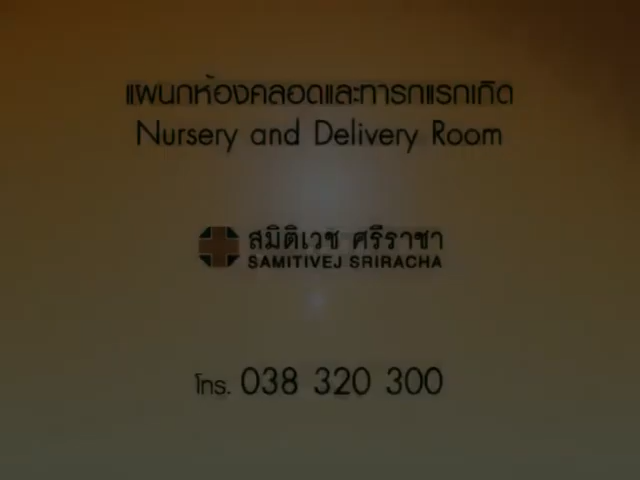 แผนกห้องคลอดและทารกแรกเกิด
Nursery and Delivery Room
สมิติเวช ศรีราชา
SAMITIVEJ SRIRACHA
โทร. 038 320 300